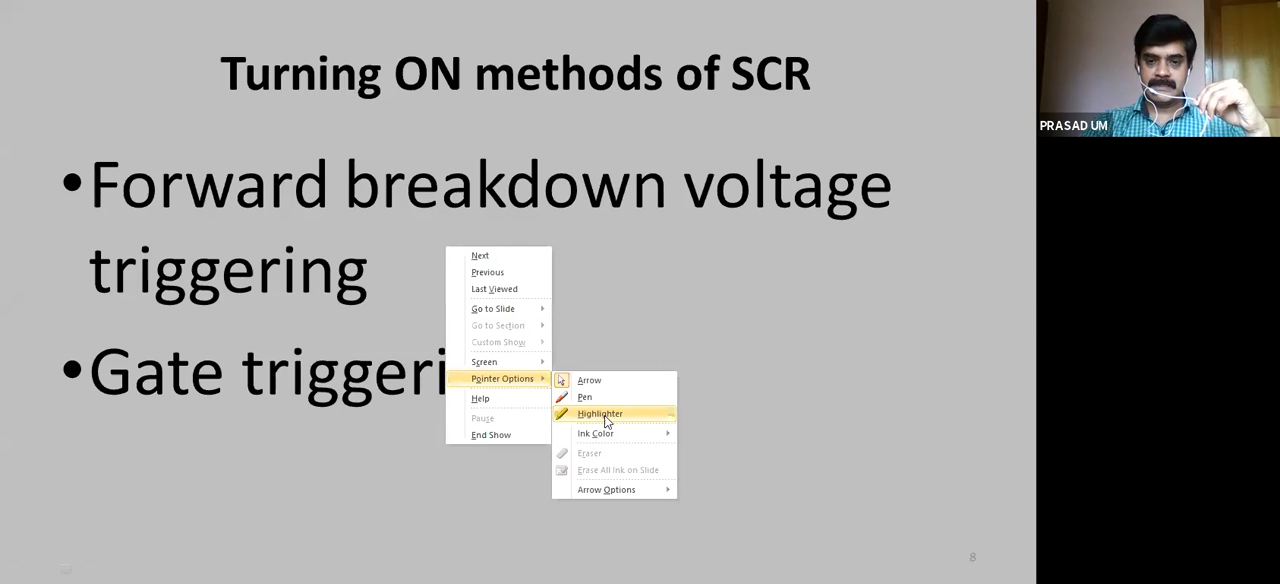 Turning ON methods of SCR
PRASAD UM
•Forward breakdown voltage
triggering
•Gate triggeri
Next
Previous
Last Viewed
Go to Slide
Go to Section
Custom Show
Screen
Pointer Options
Help
Pause
End Show
Arrow
Pen
Highlighter
Ink Color
Eraser
Erase All Ink on Slide
Arrow Options
8